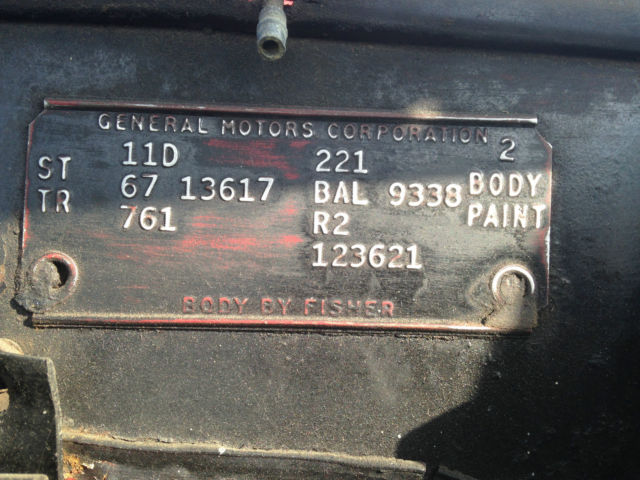 GENERAL MOTORS CORPORATION 2
11D 221
ST 67 13617 BAL 9338 BODY
TR 761 R2 PAINT
123621
BODY BY FISHER